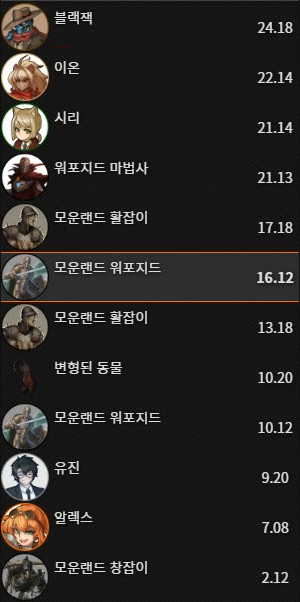 블랙잭
24.18
이온
22.14
시리
21.14
워포지드 마법사
21.13
모운랜드 활잡이
17.18
모운랜드 워포지드
16.12
모운랜드 활잡이
13.18
변형된 동물
10.20
모운랜드 워포지드
10.12
유진
9.20
알렉스
7.08
모운랜드 창잡이
2.12